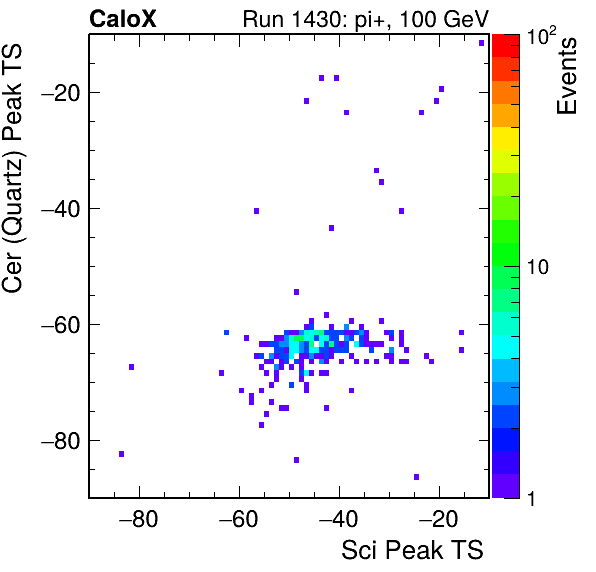 CaloX Run 1430: pi+, 100 GeV
Cer (Quartz) Peak TS
−20
−40
−60
−80
−80 −60 −40 −20
Sci Peak TS
10²
10
1
Events